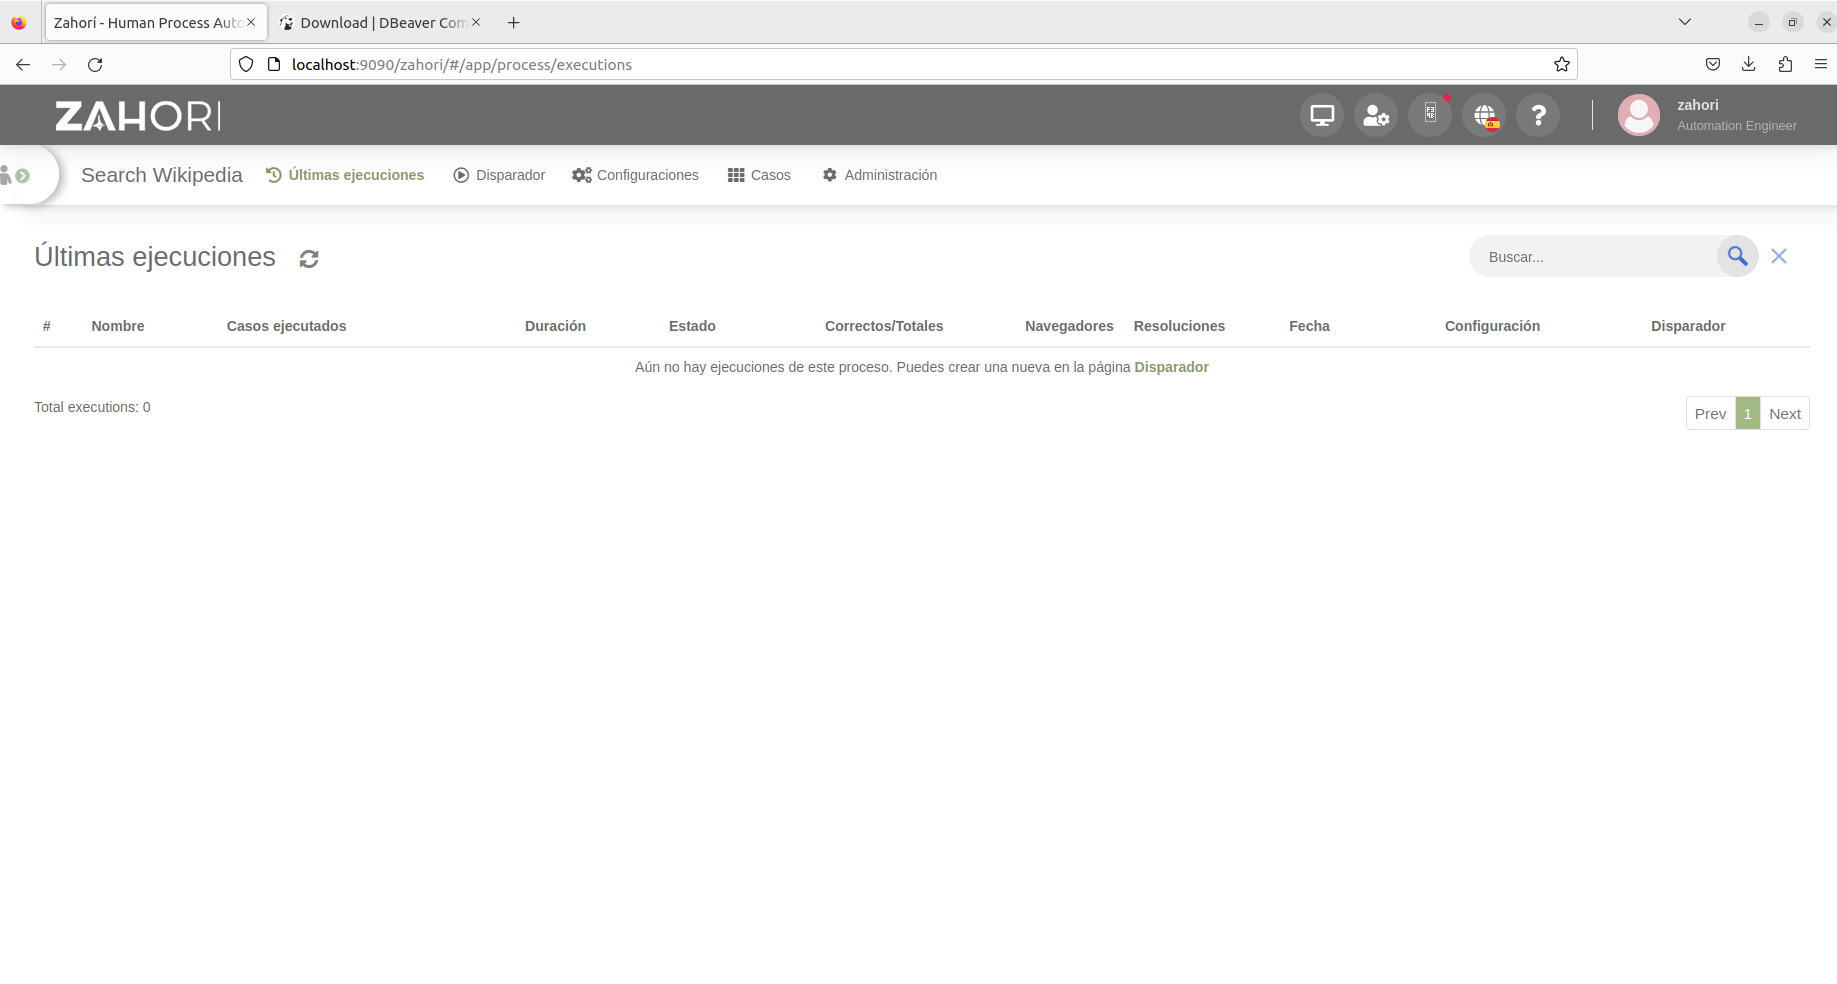 Zahorí - Human Process Auto
Download | DBeaver Com
localhost:9090/zahori/#/app/process/executions
ZAHORI
zahori
Automation Engineer
Search Wikipedia
Últimas ejecuciones
Disparador
Configuraciones
Casos
Administración
Últimas ejecuciones
Buscar...
# Nombre Casos ejecutados Duración Estado Correctos/Totales Navegadores Resoluciones Fecha Configuración Disparador
Aún no hay ejecuciones de este proceso. Puedes crear una nueva en la página Disparador
Total executions: 0
Prev 1 Next